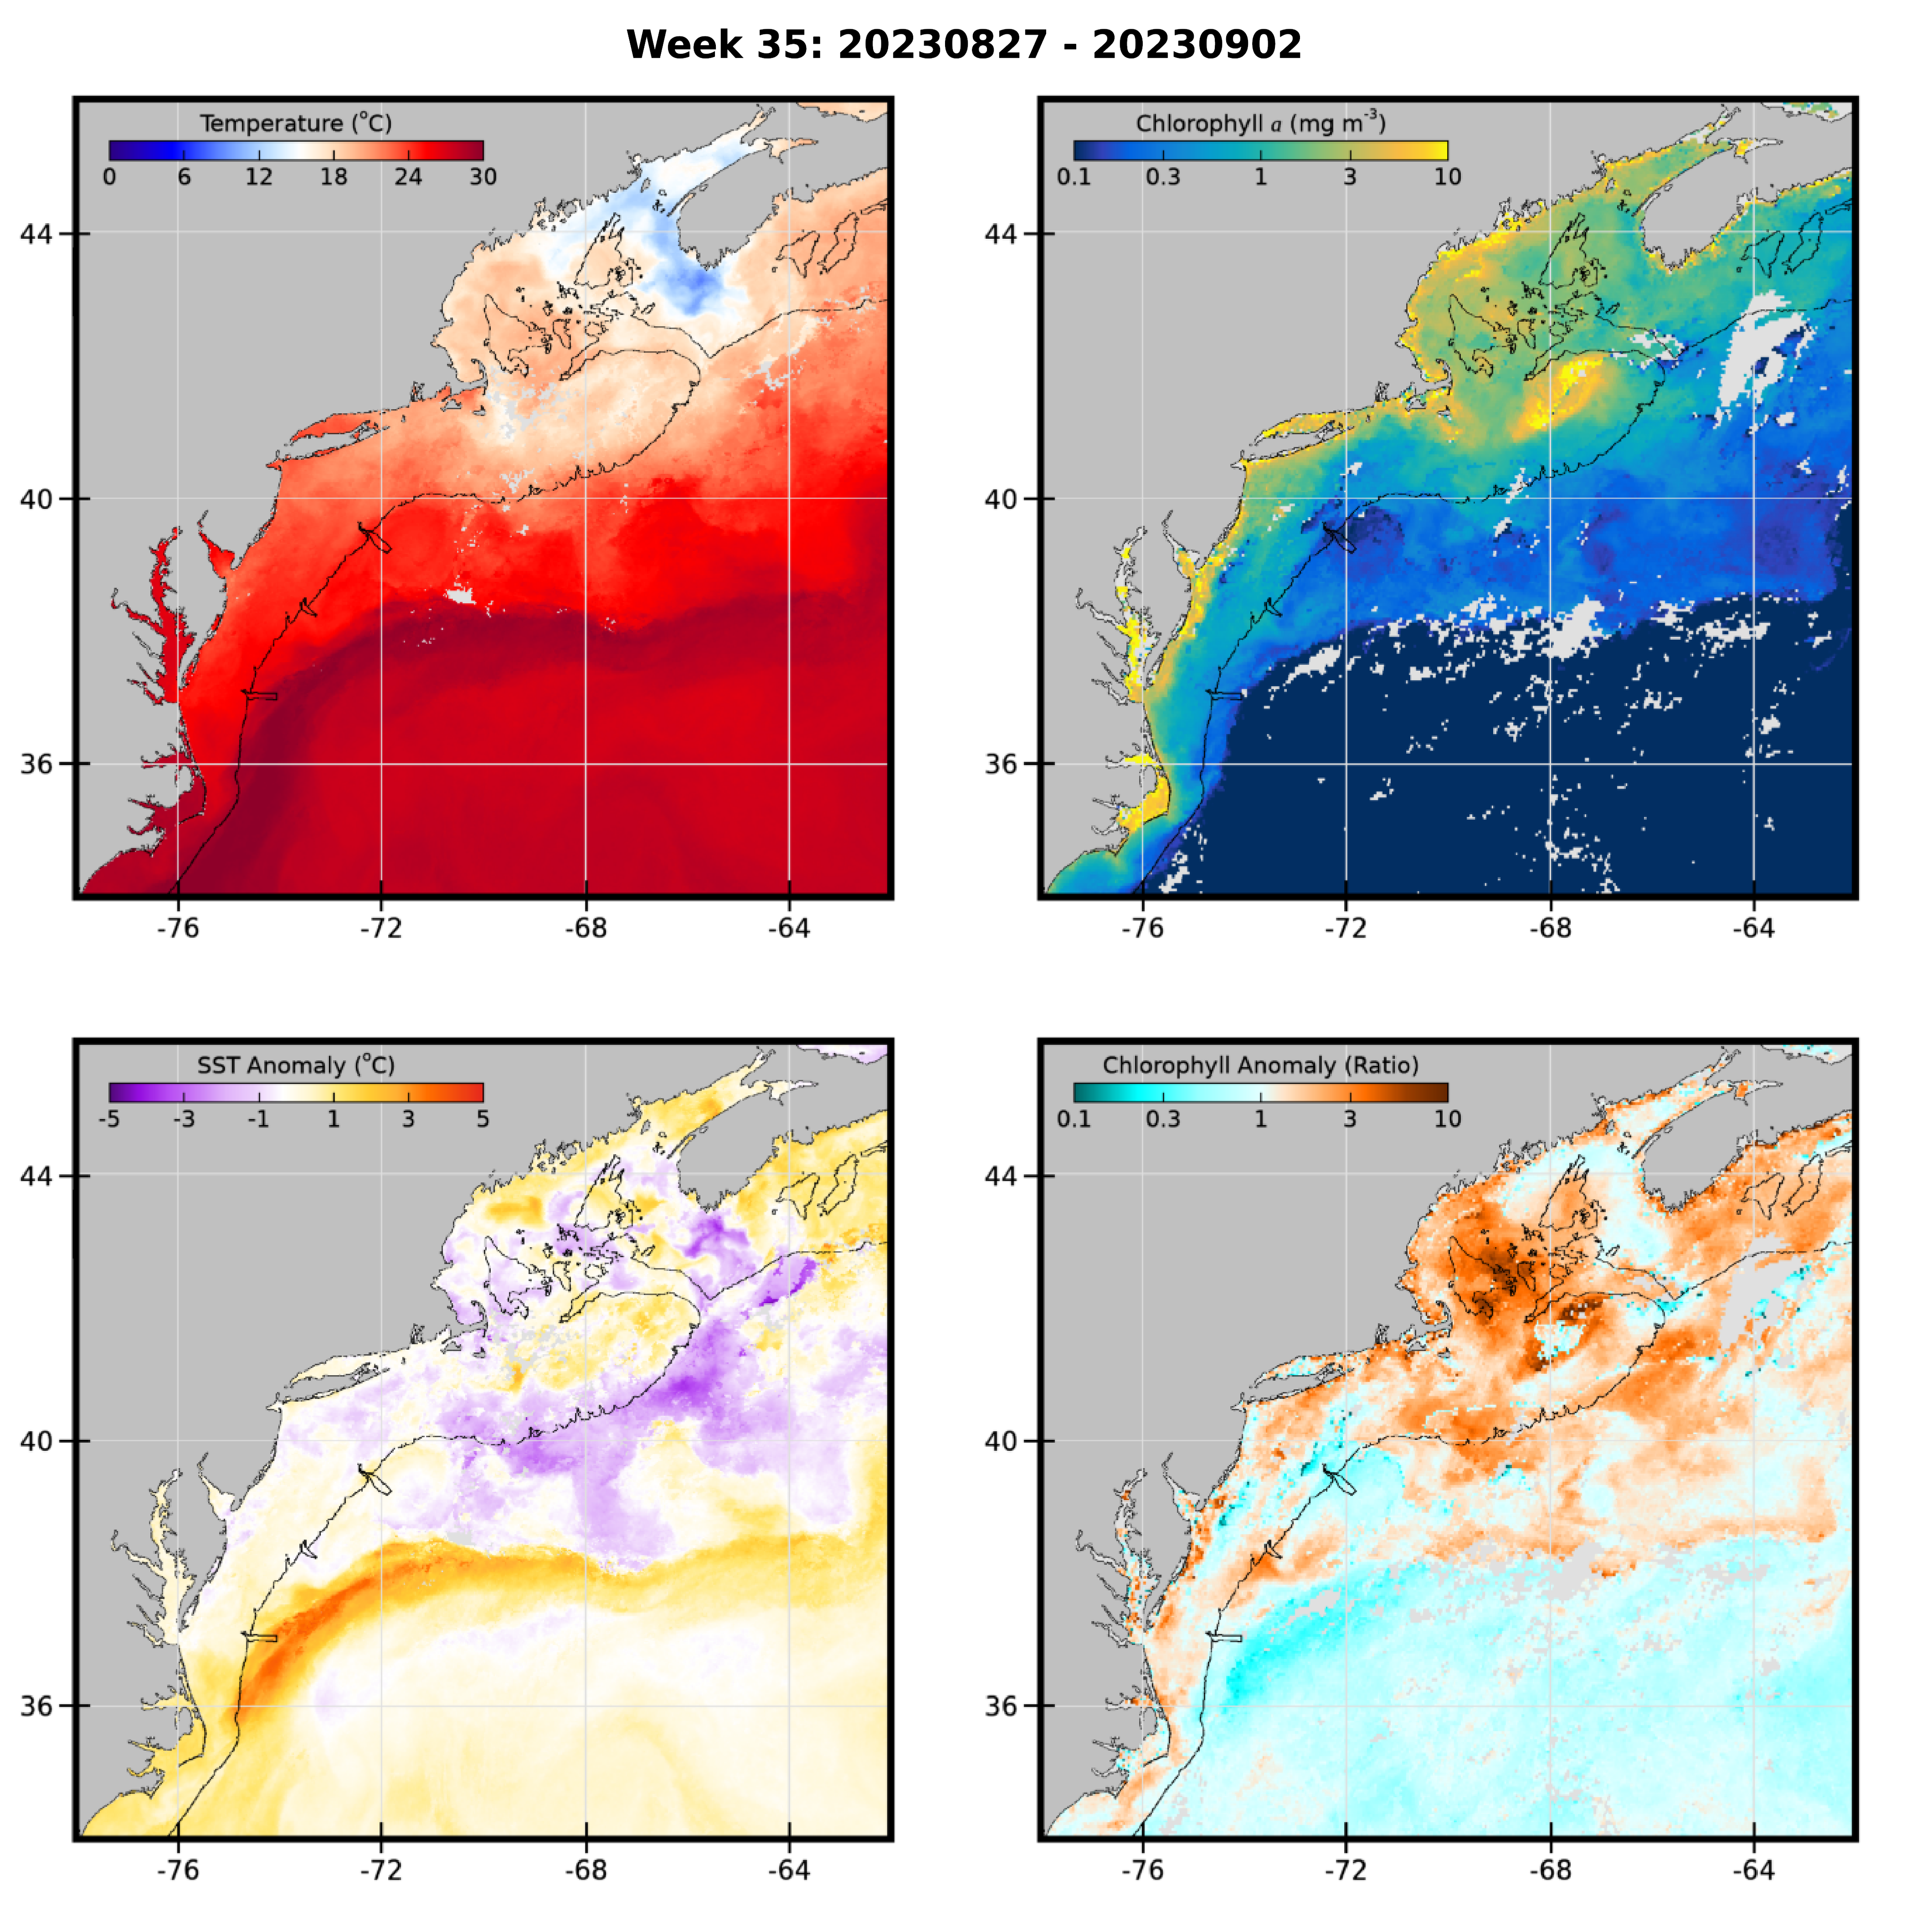 Week 35: 20230827 - 20230902
Temperature (°C)
0 6 12 18 24 30
44
40
36
-76 -72 -68 -64
Chlorophyll a (mg m-3)
0.1 0.3 1 3 10
44
40
36
-76 -72 -68 -64
SST Anomaly (°C)
-5 -3 -1 1 3 5
44
40
36
-76 -72 -68 -64
Chlorophyll Anomaly (Ratio)
0.1 0.3 1 3 10
44
40
36
-76 -72 -68 -64